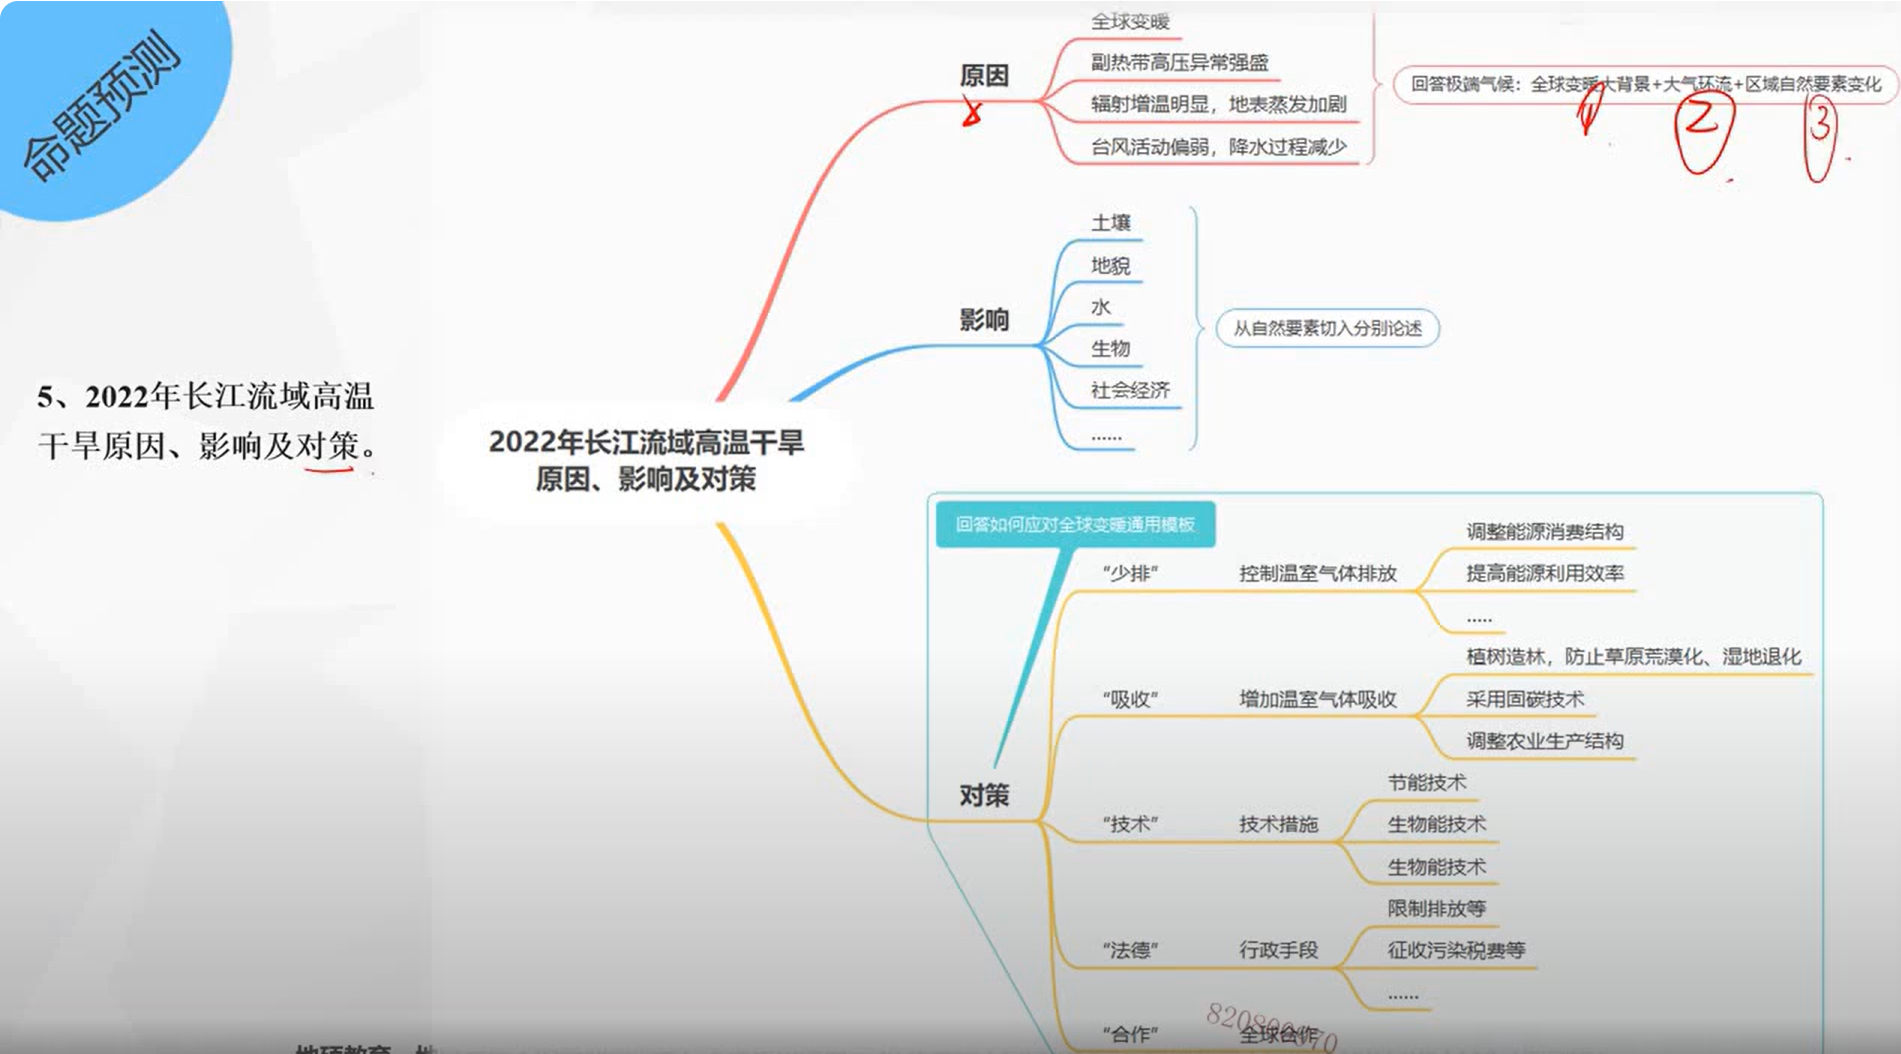 命题预测
5、2022年长江流域高温
干旱原因、影响及对策。
2022年长江流域高温干旱
原因、影响及对策
原因
全球变暖
副热带高压异常强盛
辐射增温明显，地表蒸发加剧
台风活动偏弱，降水过程减少
回答极端气候：全球变暖大背景+大气环流+区域自然要素变化
①
②
③
影响
土壤
地貌
水
生物
社会经济
......
从自然要素切入分别论述
回答如何应对全球变暖通用模板
对策
“少排” 控制温室气体排放
调整能源消费结构
提高能源利用效率
.....
“吸收” 增加温室气体吸收
植树造林，防止草原荒漠化、湿地退化
采用固碳技术
调整农业生产结构
“技术” 技术措施
节能技术
生物能技术
生物能技术
“法德” 行政手段
限制排放等
征收污染税费等
......
“合作” 全球合作